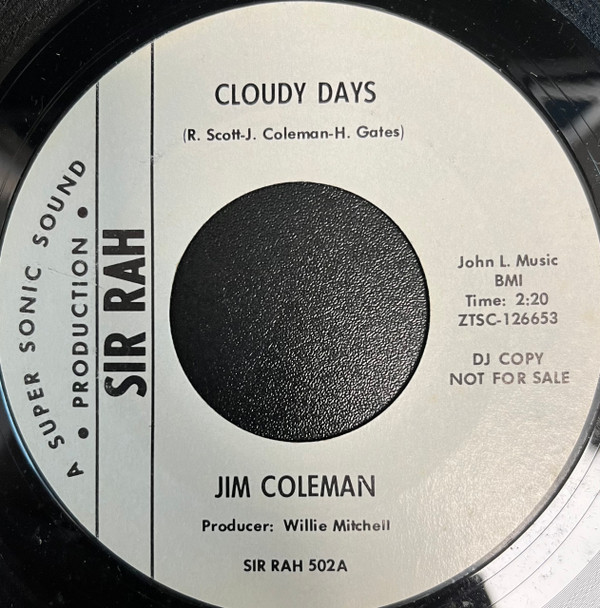 CLOUDY DAYS
(R. Scott-J. Coleman-H. Gates)
A SUPER SONIC SOUND
• PRODUCTION •
SIR RAH
John L. Music
BMI
Time: 2:20
ZTSC-126653
DJ COPY
NOT FOR SALE
JIM COLEMAN
Producer: Willie Mitchell
SIR RAH 502A